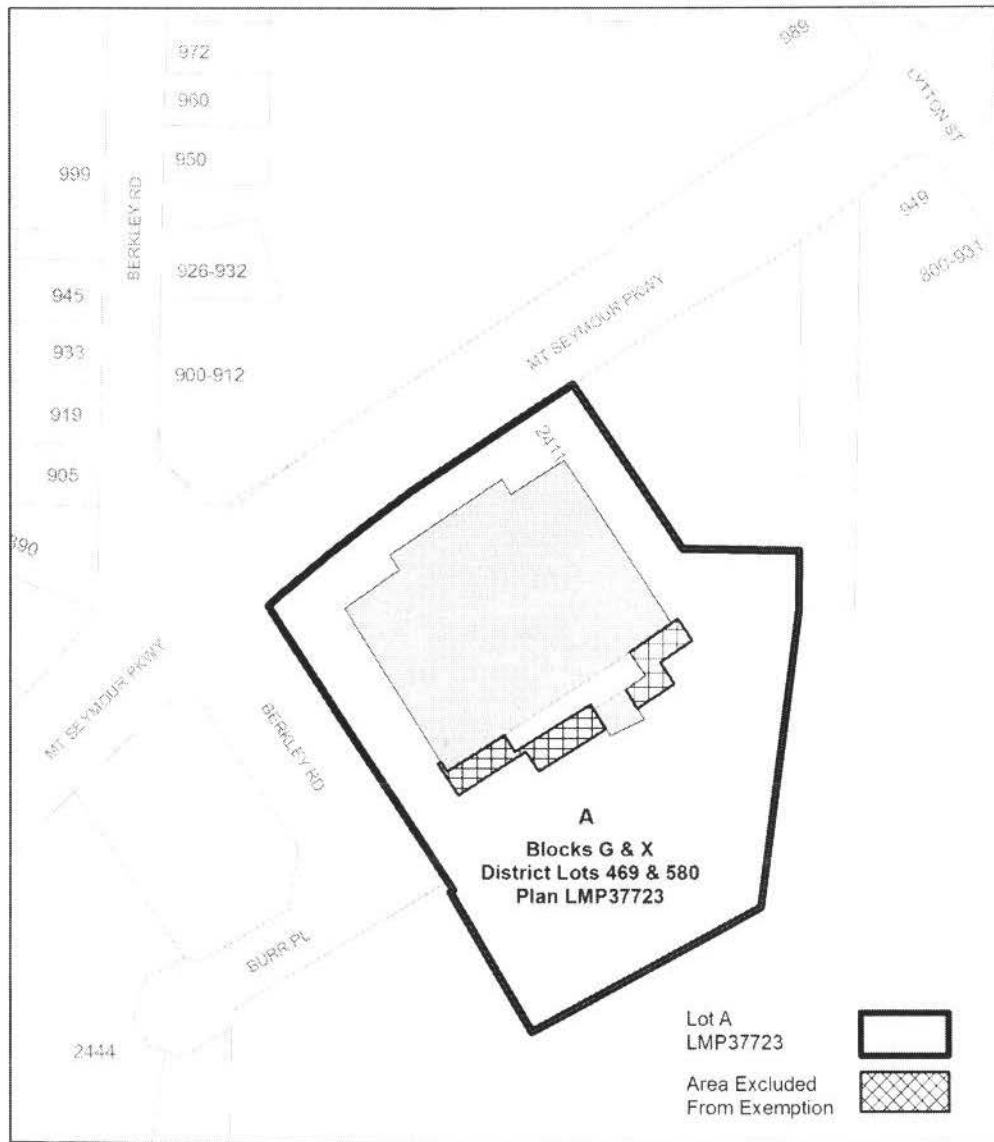 972
989
960
LYTTON ST
950
999
BERKLEY RD
949
926-932
800-931
945
MT SEYMOUR PKWY
933
900-912
919
2411
905
890
MT SEYMOUR PKWY
BERKLEY RD
A
Blocks G & X
District Lots 469 & 580
Plan LMP37723
BURR PL
2444
Lot A
LMP37723
Area Excluded
From Exemption